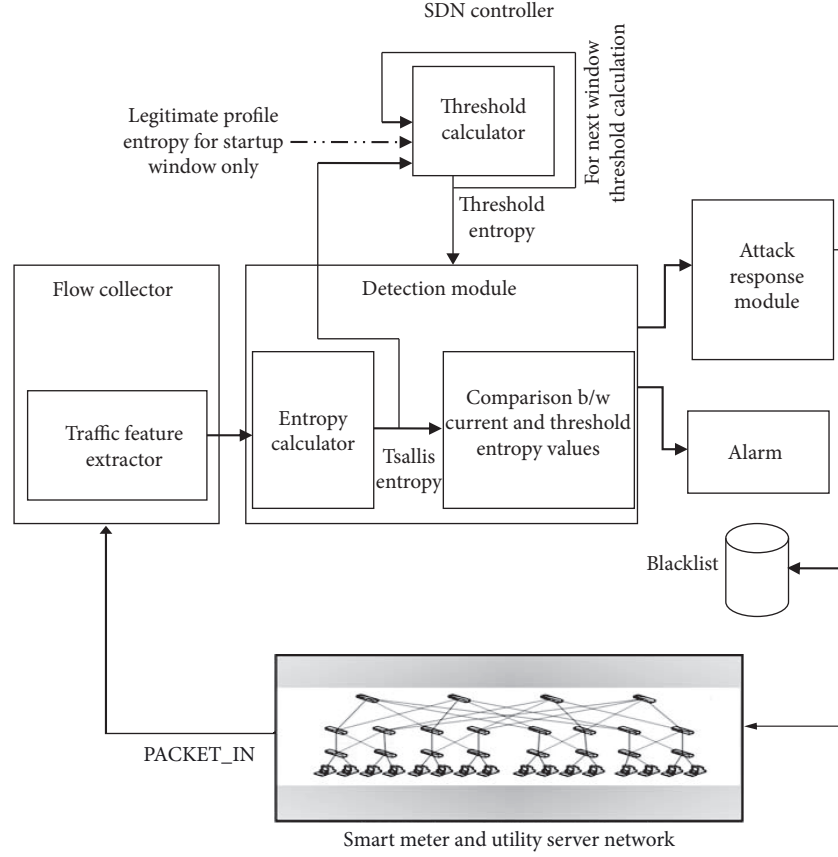 SDN controller
Legitimate profile
entropy for startup
window only
Threshold
calculator
For next window
threshold calculation
Threshold
entropy
Attack
response
module
Flow collector
Detection module
Traffic feature
extractor
Entropy
calculator
Tsallis
entropy
Comparison b/w
current and threshold
entropy values
Alarm
Blacklist
PACKET_IN
Smart meter and utility server network